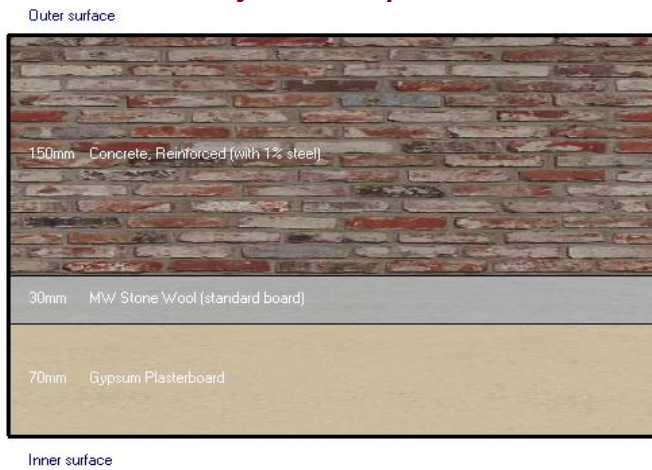 Outer surface
150mm Concrete, Reinforced (with 1% steel)
30mm MW Stone Wool (standard board)
70mm Gypsum Plasterboard
Inner surface